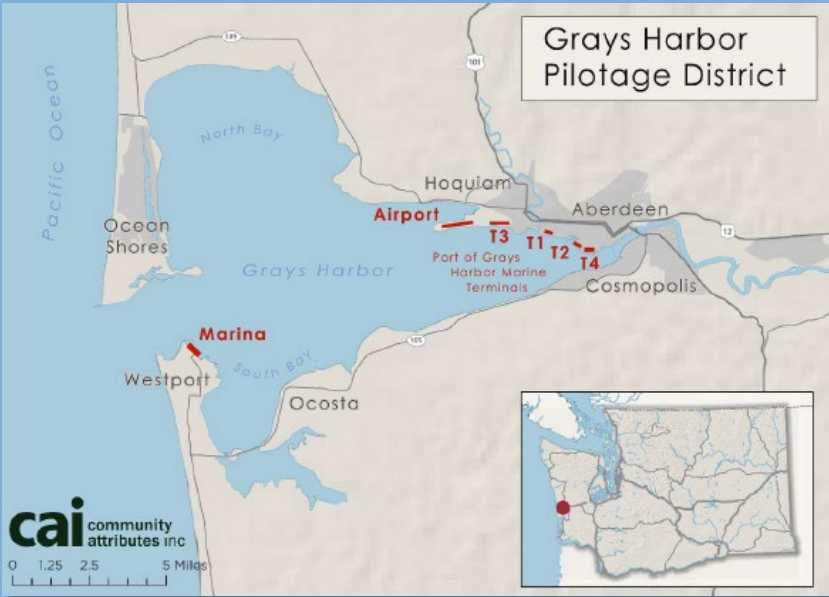 Grays Harbor
Pilotage District
109
101
North Bay
Pacific Ocean
Hoquiam
Airport
T3
Aberdeen
12
T1
T2
T4
Ocean
Shores
Port of Grays
Harbor Marine
Terminals
Grays Harbor
Cosmopolis
Marina
105
South Bay
Westport
Ocosta
cai community
attributes inc
0 1.25 2.5 5 Miles